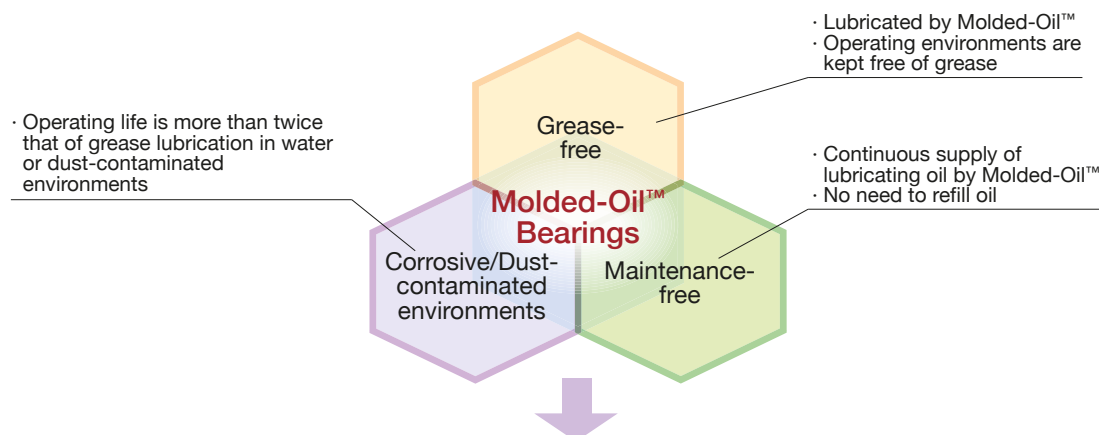 · Lubricated by Molded-Oil™
· Operating environments are
kept free of grease
· Operating life is more than twice
that of grease lubrication in water
or dust-contaminated
environments
Grease-
free
· Continuous supply of
lubricating oil by Molded-Oil™
· No need to refill oil
Molded-Oil™
Bearings
Corrosive/Dust-
contaminated
environments
Maintenance-
free